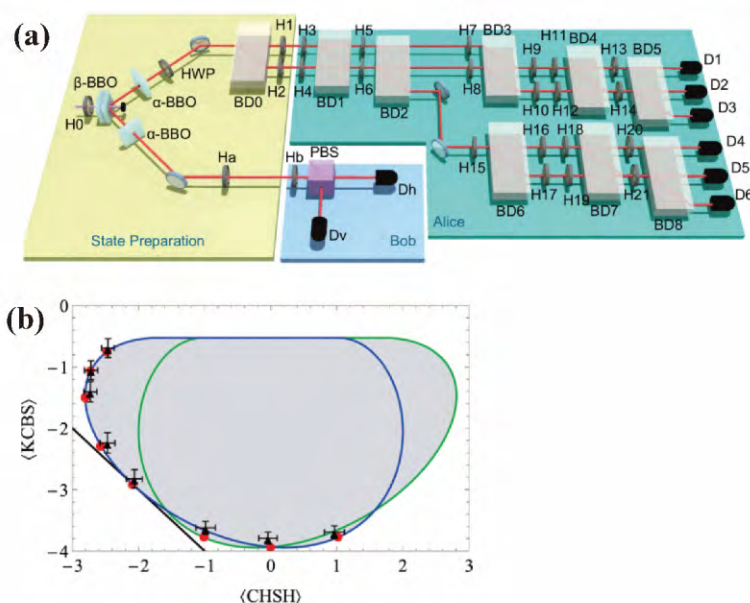 (a)
H1 H3 H5 H7 BD3 H9 H11 BD4 H13 BD5 D1
β-BBO HWP α-BBO H2 H4 H6 H8 D2
H0 BD0 BD1 BD2 H10 H12 H14 D3
α-BBO H16 H18 H20 D4
Ha Hb PBS H15 D5
Dh H17 H19 H21 D6
BD6 BD7 BD8
State Preparation Dv Bob Alice
(b)
0
−1
−2
−3
−4
⟨KCBS⟩
−3 −2 −1 0 1 2 3
⟨CHSH⟩